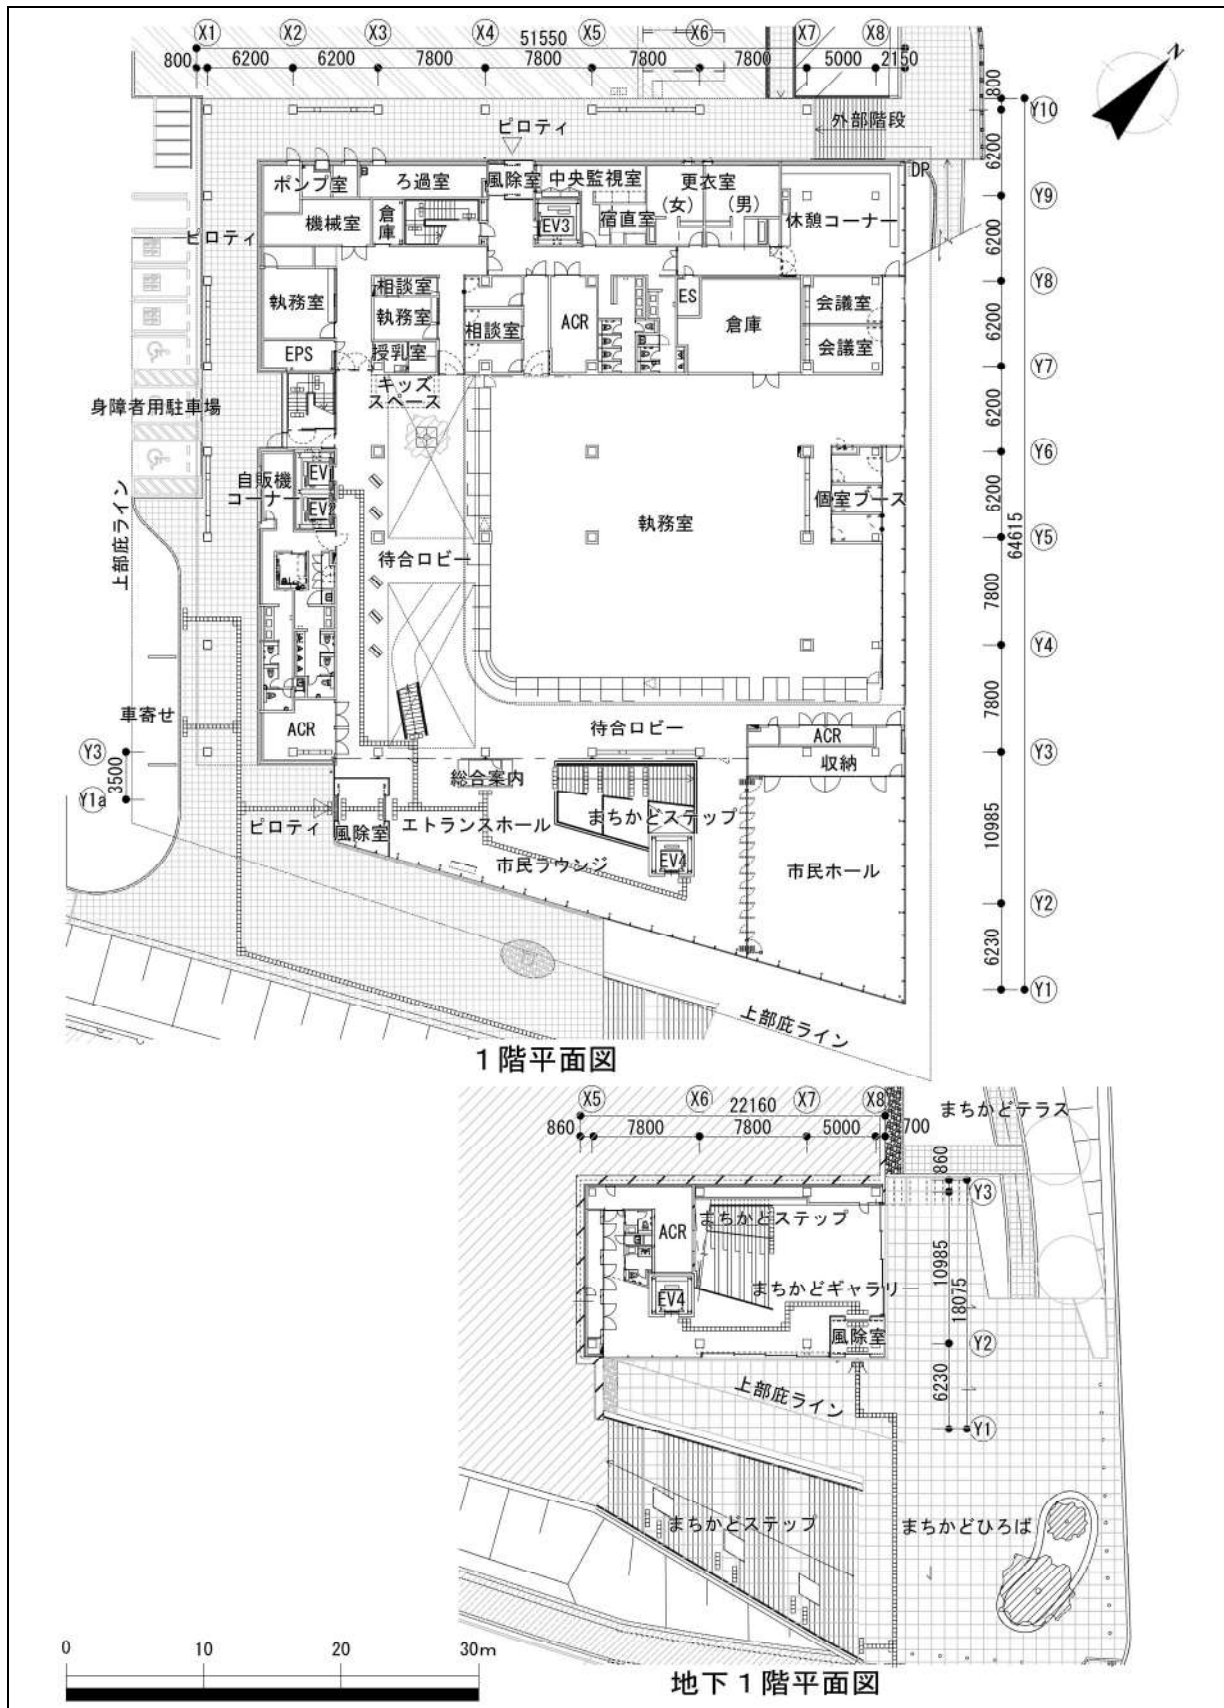 X1 X2 X3 X4 X5 X6 X7 X8
51550
800 6200 6200 7800 7800 7800 7800 5000 2150
N
800
Y10
6200
Y9
6200
Y8
6200
Y7
6200
Y6
6200
Y5
7800
Y4
7800
Y3
10985
Y2
6230
Y1
64615
ピロティ
外部階段
DP
ポンプ室
ろ過室
風除室
中央監視室
更衣室
(女)
(男)
宿直室
EV3
機械室
倉庫
休憩コーナー
ピロティ
執務室
相談室
執務室
相談室
ACR
ES
倉庫
会議室
会議室
EPS
授乳室
キッズ
スペース
身障者用駐車場
自販機
コーナー
EV1
EV2
上部庇ライン
個室ブース
執務室
待合ロビー
車寄せ
ACR
待合ロビー
ACR
収納
Y3
3500
Y1a
総合案内
ピロティ
風除室
エトランスホール
まちかどステップ
EV4
市民ラウンジ
市民ホール
上部庇ライン
1階平面図
X5 X6 X7 X8
22160
860 7800 7800 5000 700
まちかどテラス
860
Y3
10985
18075
Y2
6230
Y1
まちかどステップ
ACR
EV4
まちかどギャラリ
風除室
上部庇ライン
まちかどステップ
まちかどひろば
0 10 20 30m
地下1階平面図